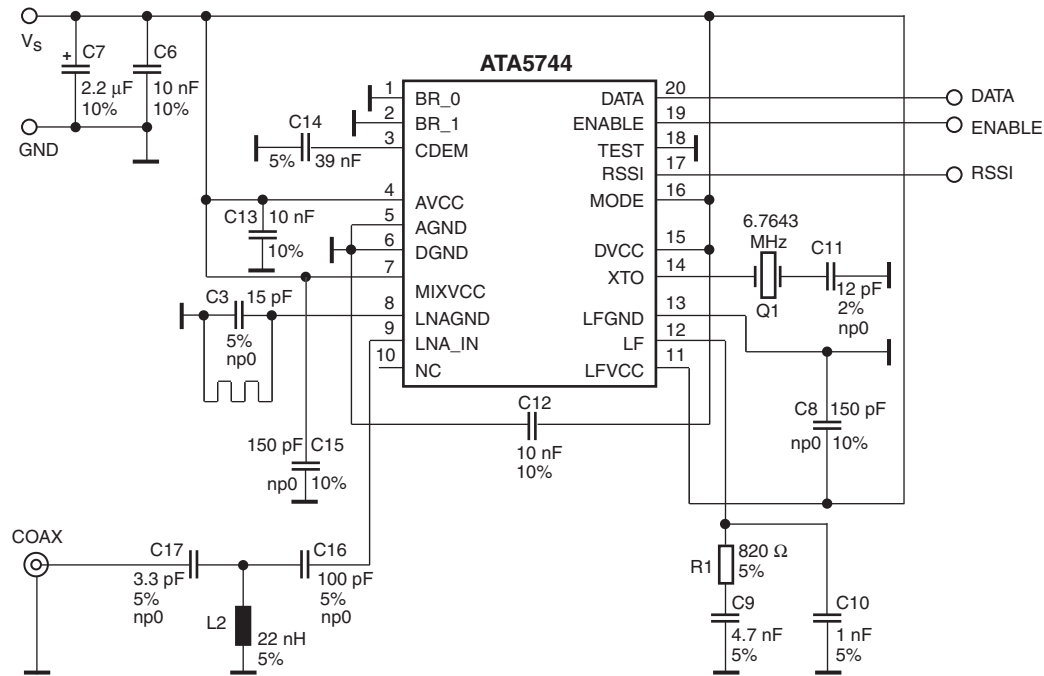 VS
+ C7
2.2 μF
10%
C6
10 nF
10%
GND
ATA5744
1 BR_0
2 BR_1
3 CDEM
4 AVCC
5 AGND
6 DGND
7 MIXVCC
8 LNAGND
9 LNA_IN
10 NC
DATA 20
ENABLE 19
TEST 18
RSSI 17
MODE 16
DVCC 15
XTO 14
LFGND 13
LF 12
LFVCC 11
DATA
ENABLE
RSSI
C14
5% 39 nF
C13 10 nF
10%
C3 15 pF
5%
np0
6.7643
MHz
Q1
C11
12 pF
2%
np0
C12
10 nF
10%
C8 150 pF
np0 10%
150 pF C15
np0 10%
COAX
C17
3.3 pF
5%
np0
C16
100 pF
5%
np0
L2
22 nH
5%
R1 820 Ω
5%
C9
4.7 nF
5%
C10
1 nF
5%